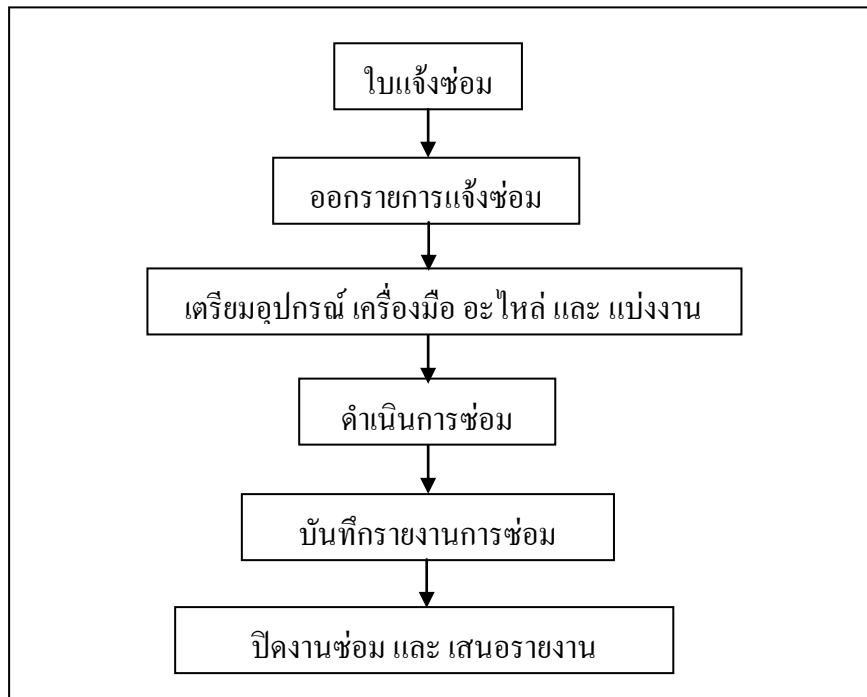 ใบแจ้งซ่อม
ออกรายการแจ้งซ่อม
เตรียมอุปกรณ์ เครื่องมือ อะไหล่ และ แบ่งงาน
ดำเนินการซ่อม
บันทึกรายงานการซ่อม
ปิดงานซ่อม และ เสนอรายงาน